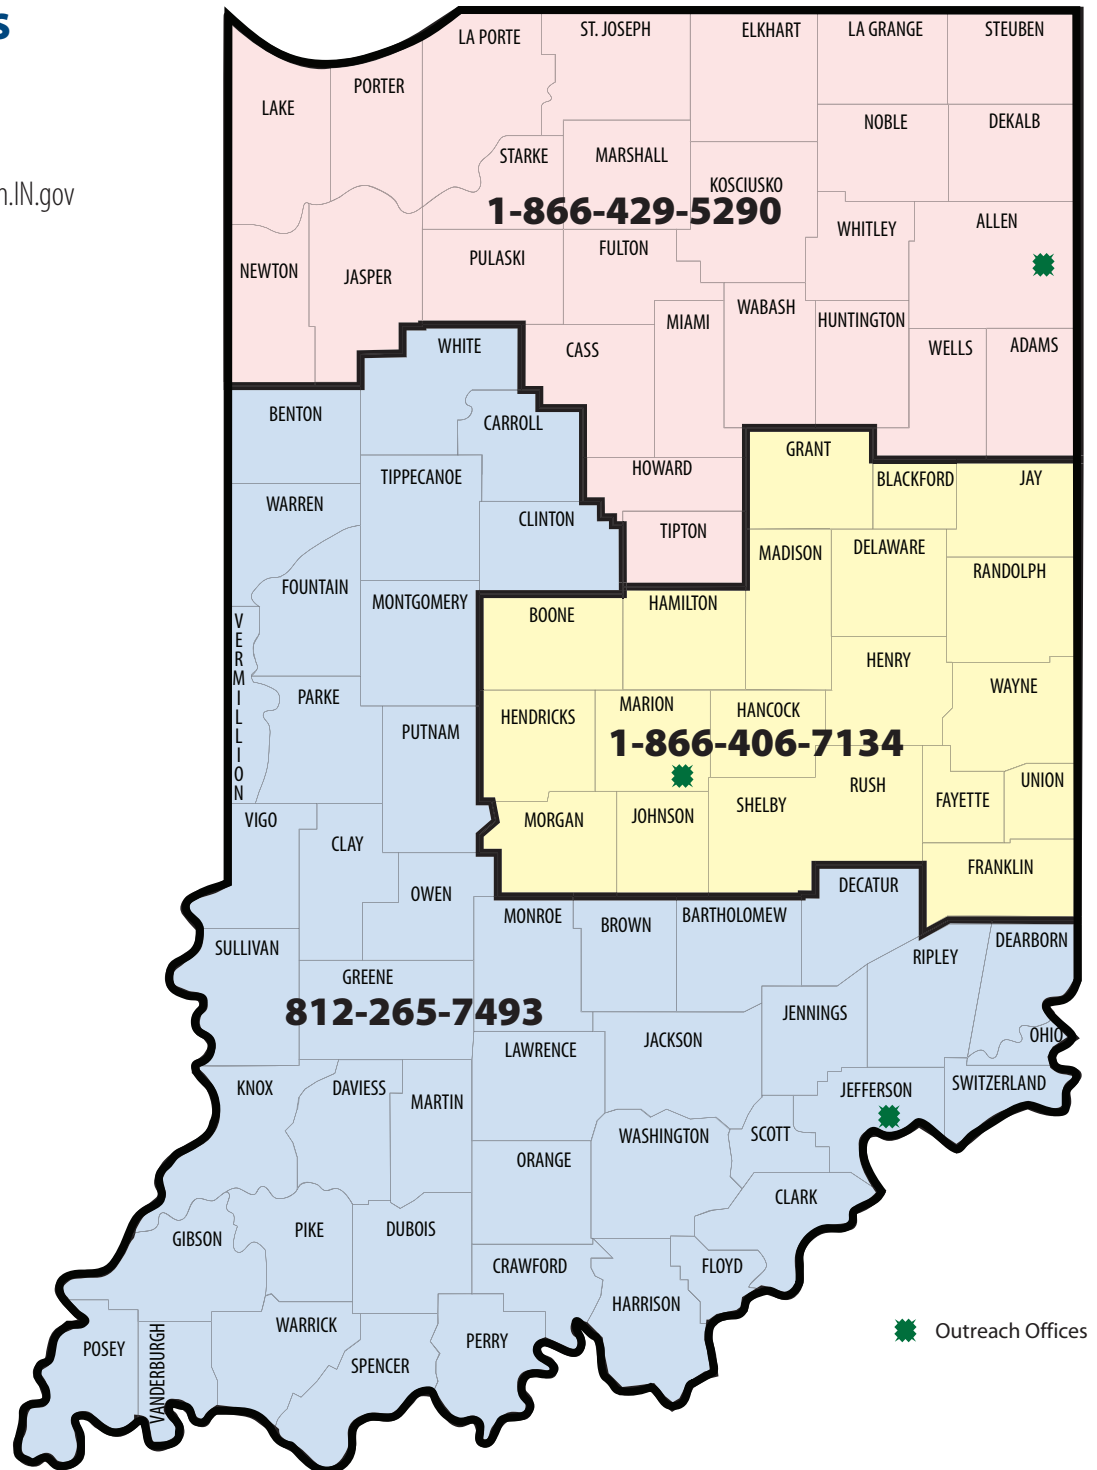 s
n.IN.gov
LA PORTE
ST. JOSEPH
ELKHART
LA GRANGE
STEUBEN
LAKE
PORTER
NOBLE
DEKALB
STARKE
MARSHALL
KOSCIUSKO
1-866-429-5290
WHITLEY
ALLEN
NEWTON
JASPER
PULASKI
FULTON
MIAMI
WABASH
HUNTINGTON
WHITE
CASS
WELLS
ADAMS
BENTON
CARROLL
GRANT
TIPPECANOE
HOWARD
BLACKFORD
JAY
WARREN
CLINTON
TIPTON
MADISON
DELAWARE
RANDOLPH
FOUNTAIN
MONTGOMERY
BOONE
HAMILTON
VERMILLION
HENRY
WAYNE
PARKE
PUTNAM
HENDRICKS
MARION
HANCOCK
1-866-406-7134
RUSH
UNION
FAYETTE
VIGO
CLAY
MORGAN
JOHNSON
SHELBY
FRANKLIN
OWEN
DECATUR
MONROE
BROWN
BARTHOLOMEW
SULLIVAN
DEARBORN
RIPLEY
GREENE
812-265-7493
JENNINGS
LAWRENCE
JACKSON
OHIO
KNOX
DAVIESS
MARTIN
JEFFERSON
SWITZERLAND
WASHINGTON
SCOTT
ORANGE
CLARK
GIBSON
PIKE
DUBOIS
CRAWFORD
FLOYD
HARRISON
WARRICK
PERRY
POSEY
VANDERBURGH
SPENCER
Outreach Offices